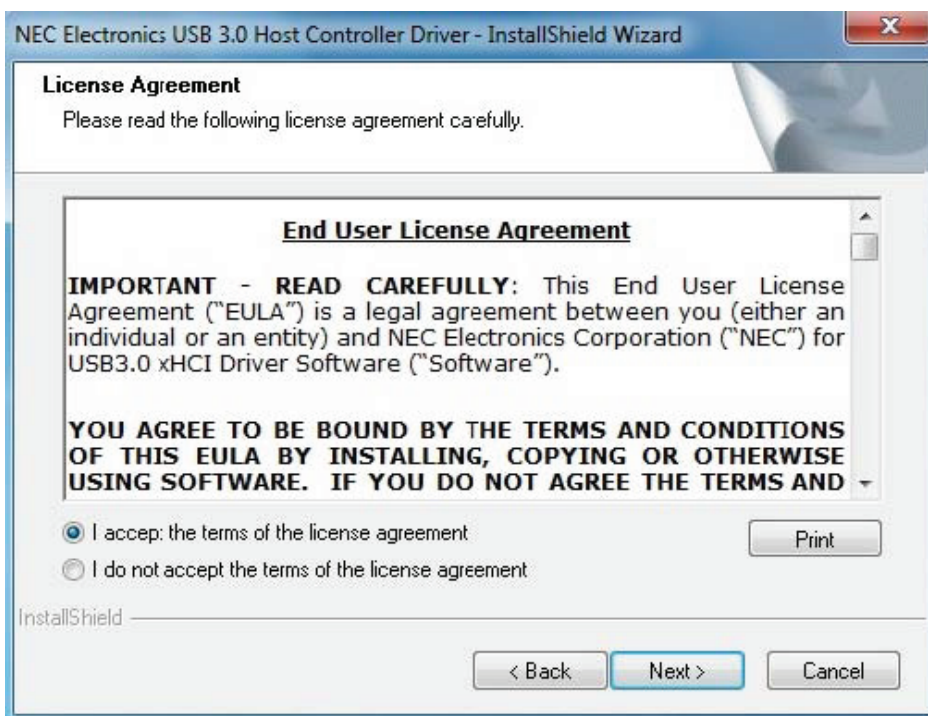 NEC Electronics USB 3.0 Host Controller Driver - InstallShield Wizard
License Agreement
Please read the following license agreement carefully.
End User License Agreement
IMPORTANT - READ CAREFULLY: This End User License
Agreement (“EULA”) is a legal agreement between you (either an
individual or an entity) and NEC Electronics Corporation (“NEC”) for
USB3.0 xHCI Driver Software (“Software”).
YOU AGREE TO BE BOUND BY THE TERMS AND CONDITIONS
OF THIS EULA BY INSTALLING, COPYING OR OTHERWISE
USING SOFTWARE. IF YOU DO NOT AGREE THE TERMS AND
I accep: the terms of the license agreement
Print
I do not accept the terms of the license agreement
InstallShield
< Back
Next >
Cancel